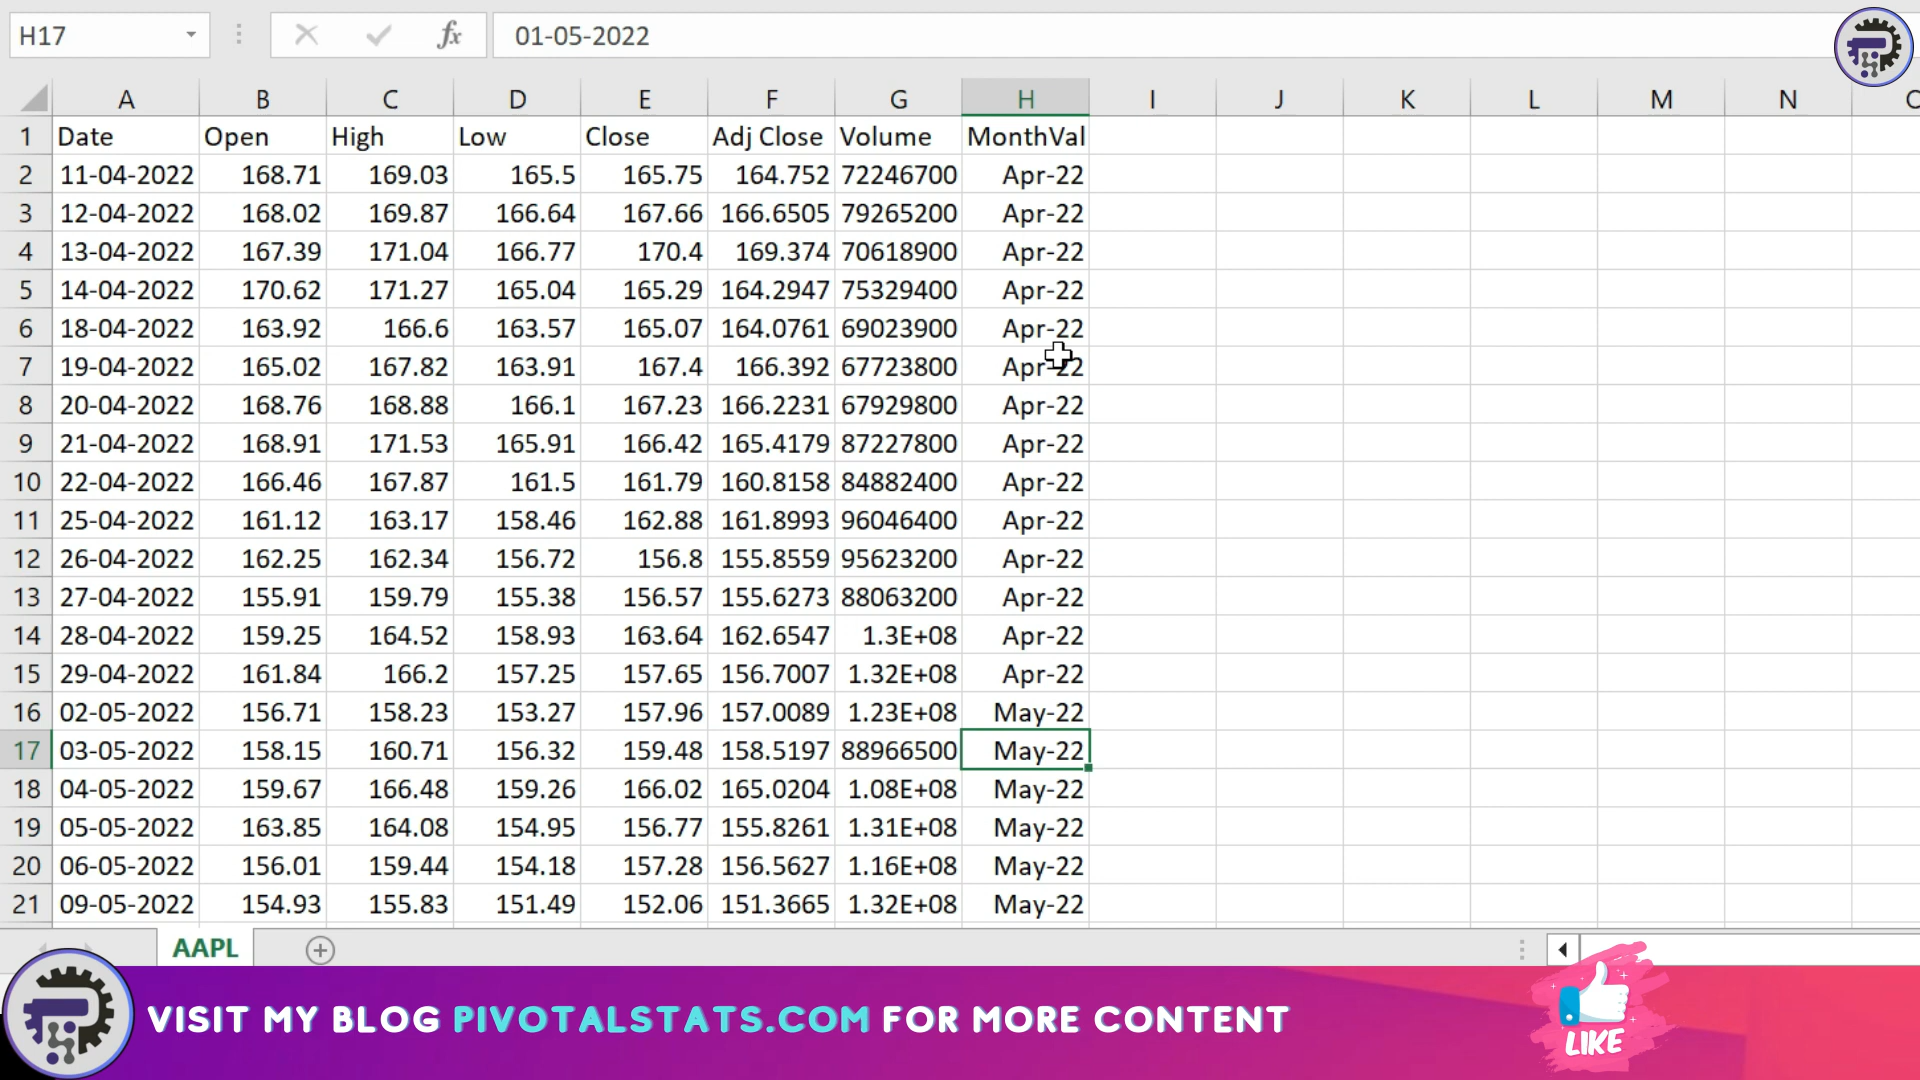 H17 fx 01-05-2022
A B C D E F G H I J K L M N
1 Date Open High Low Close Adj Close Volume MonthVal
2 11-04-2022 168.71 169.03 165.5 165.75 164.752 72246700 Apr-22
3 12-04-2022 168.02 169.87 166.64 167.66 166.6505 79265200 Apr-22
4 13-04-2022 167.39 171.04 166.77 170.4 169.374 70618900 Apr-22
5 14-04-2022 170.62 171.27 165.04 165.29 164.2947 75329400 Apr-22
6 18-04-2022 163.92 166.6 163.57 165.07 164.0761 69023900 Apr-22
7 19-04-2022 165.02 167.82 163.91 167.4 166.392 67723800 Apr-22
8 20-04-2022 168.76 168.88 166.1 167.23 166.2231 67929800 Apr-22
9 21-04-2022 168.91 171.53 165.91 166.42 165.4179 87227800 Apr-22
10 22-04-2022 166.46 167.87 161.5 161.79 160.8158 84882400 Apr-22
11 25-04-2022 161.12 163.17 158.46 162.88 161.8993 96046400 Apr-22
12 26-04-2022 162.25 162.34 156.72 156.8 155.8559 95623200 Apr-22
13 27-04-2022 155.91 159.79 155.38 156.57 155.6273 88063200 Apr-22
14 28-04-2022 159.25 164.52 158.93 163.64 162.6547 1.3E+08 Apr-22
15 29-04-2022 161.84 166.2 157.25 157.65 156.7007 1.32E+08 Apr-22
16 02-05-2022 156.71 158.23 153.27 157.96 157.0089 1.23E+08 May-22
17 03-05-2022 158.15 160.71 156.32 159.48 158.5197 88966500 May-22
18 04-05-2022 159.67 166.48 159.26 166.02 165.0204 1.08E+08 May-22
19 05-05-2022 163.85 164.08 154.95 156.77 155.8261 1.31E+08 May-22
20 06-05-2022 156.01 159.44 154.18 157.28 156.5627 1.16E+08 May-22
21 09-05-2022 154.93 155.83 151.49 152.06 151.3665 1.32E+08 May-22
AAPL
VISIT MY BLOG PIVOTALSTATS.COM FOR MORE CONTENT
LIKE